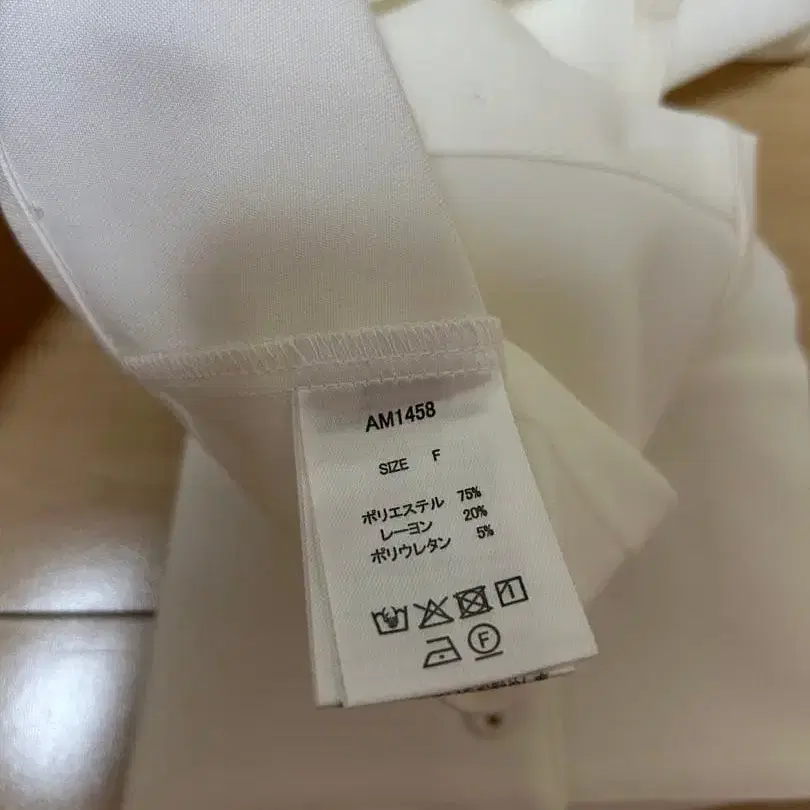 AM1458
SIZE F
ポリエステル 75%
レーヨン 20%
ポリウレタン 5%
F